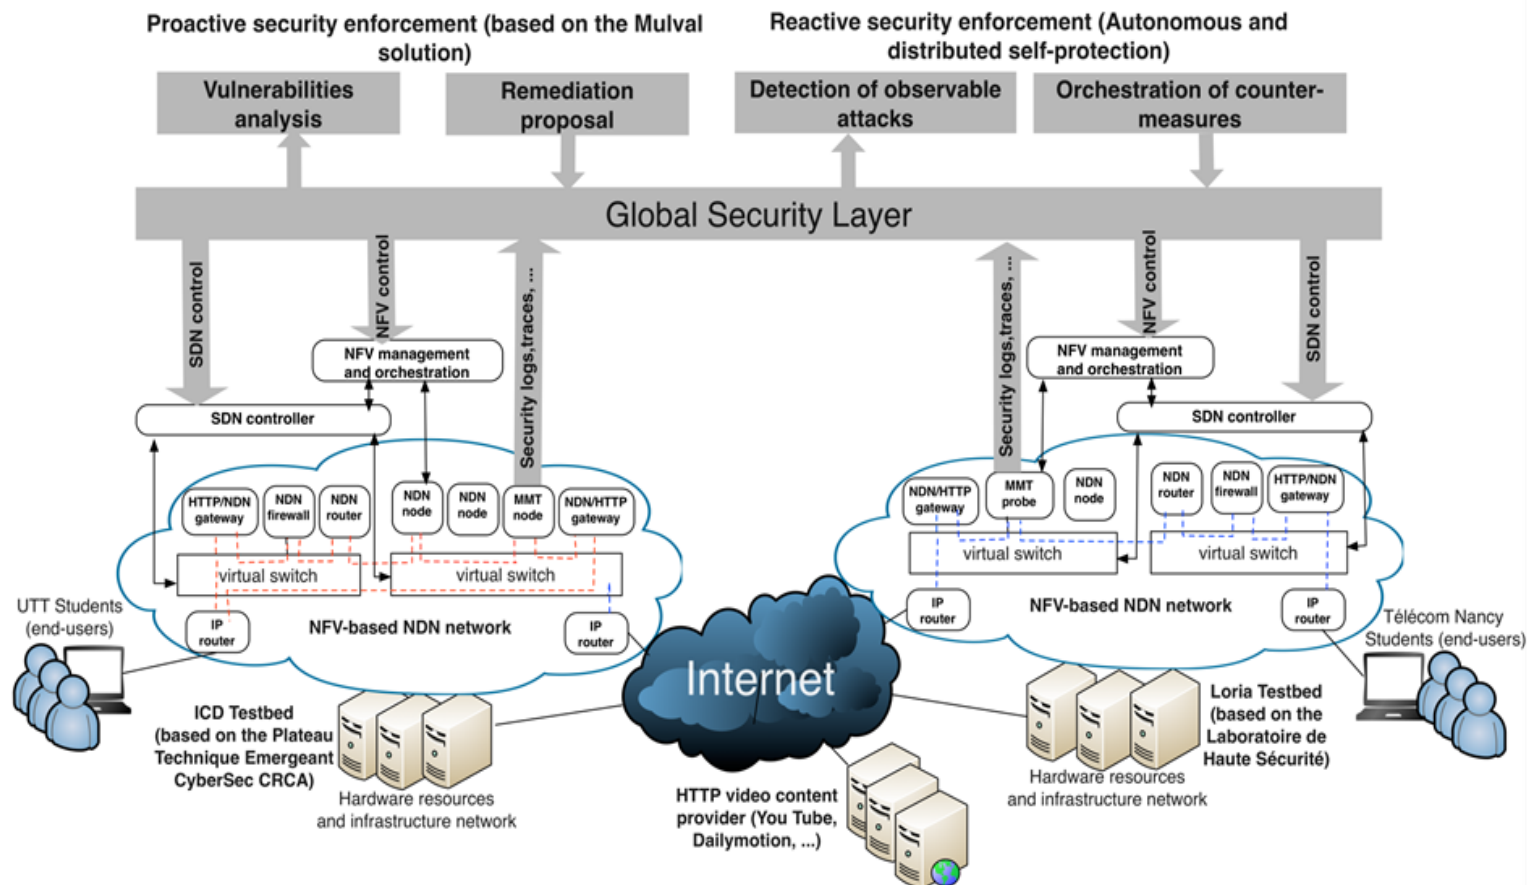 Proactive security enforcement (based on the Mulval
solution)
Reactive security enforcement (Autonomous and
distributed self-protection)
Vulnerabilities
analysis
Remediation
proposal
Detection of observable
attacks
Orchestration of counter-
measures
Global Security Layer
SDN control
NFV control
Security logs,traces, ...
Security logs,traces, ...
NFV control
SDN control
NFV management
and orchestration
SDN controller
NFV management
and orchestration
SDN controller
HTTP/NDN
gateway
NDN
firewall
NDN
router
NDN
node
NDN
node
MMT
node
NDN/HTTP
gateway
virtual switch
virtual switch
IP
router
NFV-based NDN network
IP
router
NDN/HTTP
gateway
MMT
probe
NDN
node
NDN
router
NDN
firewall
HTTP/NDN
gateway
virtual switch
virtual switch
IP
router
NFV-based NDN network
IP
router
UTT Students
(end-users)
Télécom Nancy
Students (end-users)
Internet
ICD Testbed
(based on the Plateau
Technique Emergeant
CyberSec CRCA)
Hardware resources
and infrastructure network
HTTP video content
provider (You Tube,
Dailymotion, ...)
Loria Testbed
(based on the
Laboratoire de
Haute Sécurité)
Hardware resources
and infrastructure network